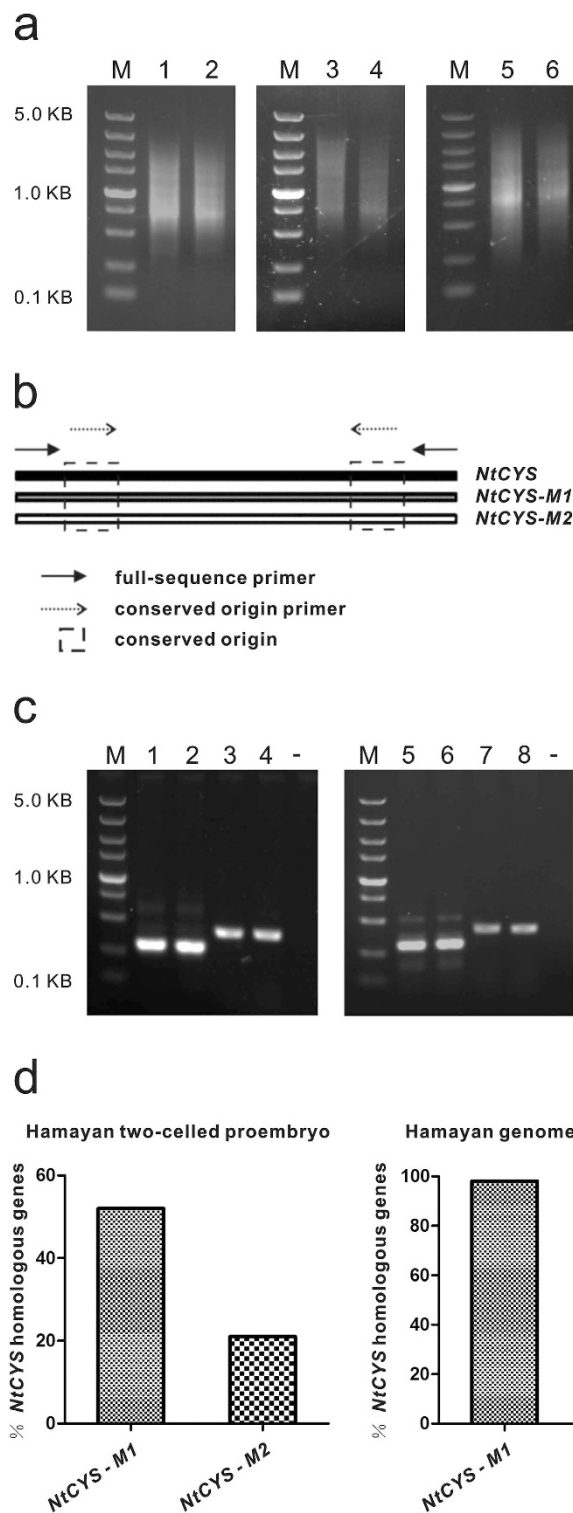 a
M 1 2 M 3 4 M 5 6
5.0 KB
1.0 KB
0.1 KB
b
NtCYS
NtCYS-M1
NtCYS-M2
full-sequence primer
conserved origin primer
conserved origin
c
M 1 2 3 4 - M 5 6 7 8 -
5.0 KB
1.0 KB
0.1 KB
d
Hamayan two-celled proembryo
% NtCYS homologous genes
60
40
20
0
NtCYS - M1
NtCYS - M2
Hamayan genome
% NtCYS homologous genes
100
80
60
40
20
0
NtCYS - M1